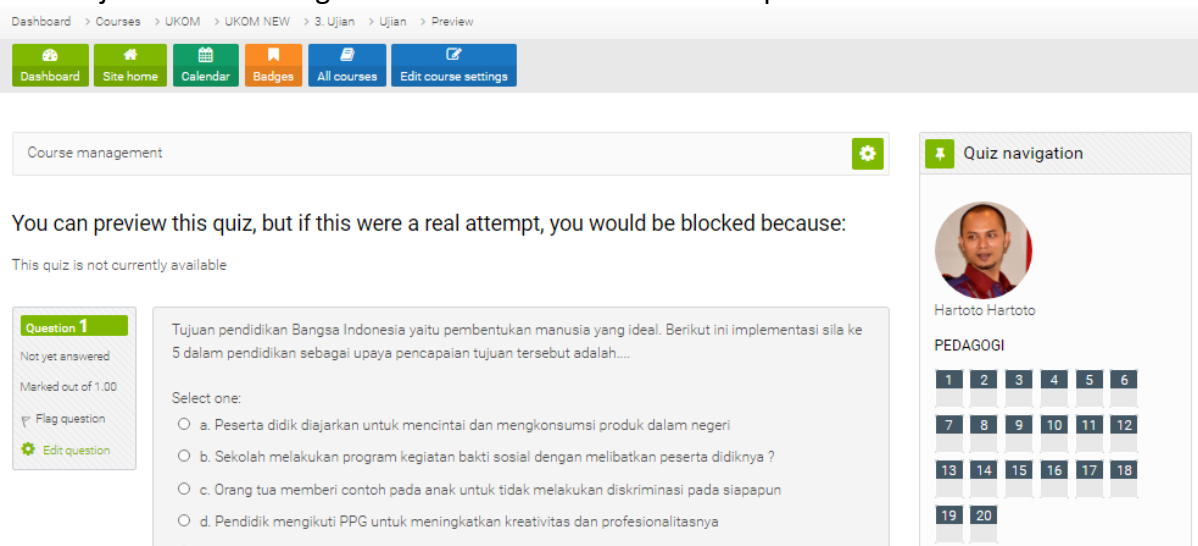 Dashboard > Courses > UKOM > UKOM NEW > 3. Ujian > Ujian > Preview
Dashboard
Site home
Calendar
Badges
All courses
Edit course settings
Course management
Quiz navigation
You can preview this quiz, but if this were a real attempt, you would be blocked because:
This quiz is not currently available
Hartoto Hartoto
PEDAGOGI
1 2 3 4 5 6
7 8 9 10 11 12
13 14 15 16 17 18
19 20
Question 1
Not yet answered
Marked out of 1.00
Flag question
Edit question
Tujuan pendidikan Bangsa Indonesia yaitu pembentukan manusia yang ideal. Berikut ini implementasi sila ke
5 dalam pendidikan sebagai upaya pencapaian tujuan tersebut adalah....
Select one:
a. Peserta didik diajarkan untuk mencintai dan mengkonsumsi produk dalam negeri
b. Sekolah melakukan program kegiatan bakti sosial dengan melibatkan peserta didiknya ?
c. Orang tua memberi contoh pada anak untuk tidak melakukan diskriminasi pada siapapun
d. Pendidik mengikuti PPG untuk meningkatkan kreativitas dan profesionalitasnya